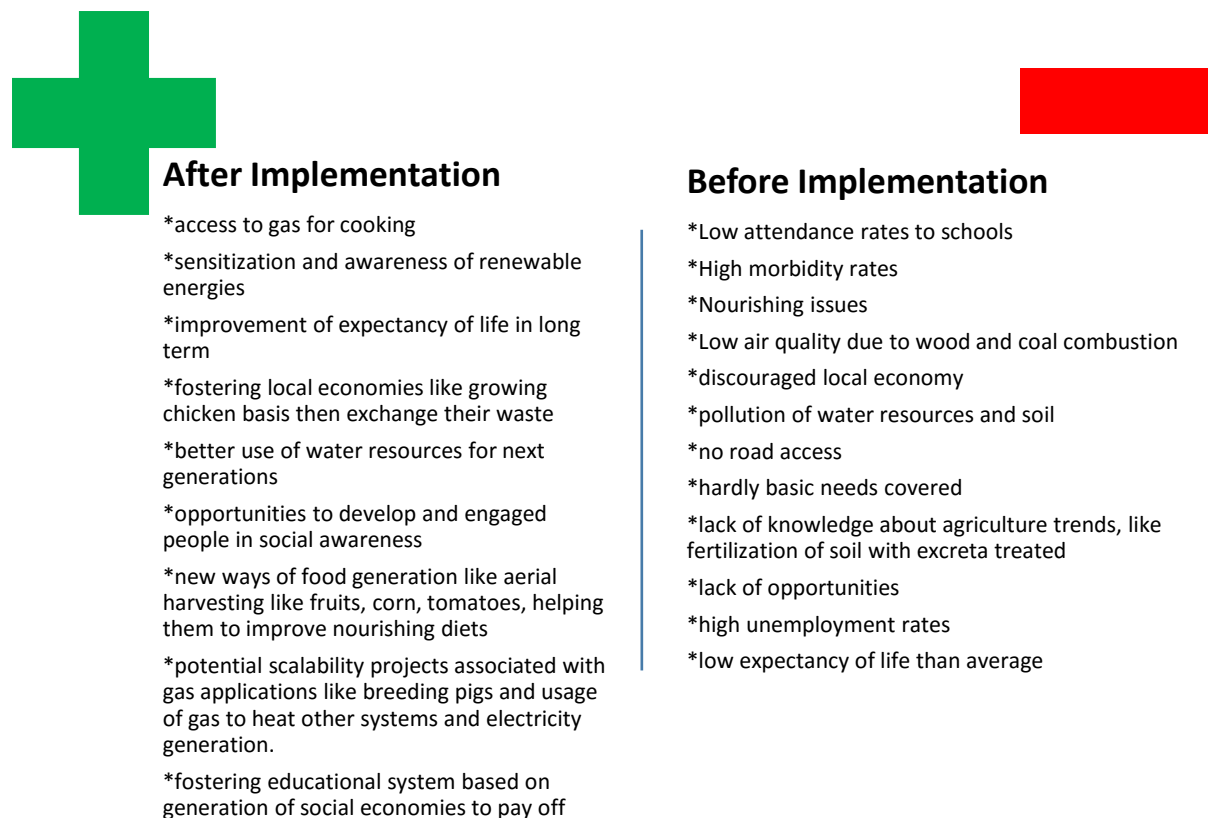 After Implementation
*access to gas for cooking
*sensitization and awareness of renewable
energies
*improvement of expectancy of life in long
term
*fostering local economies like growing
chicken basis then exchange their waste
*better use of water resources for next
generations
*opportunities to develop and engaged
people in social awareness
*new ways of food generation like aerial
harvesting like fruits, corn, tomatoes, helping
them to improve nourishing diets
*potential scalability projects associated with
gas applications like breeding pigs and usage
of gas to heat other systems and electricity
generation.
*fostering educational system based on
generation of social economies to pay off
Before Implementation
*Low attendance rates to schools
*High morbidity rates
*Nourishing issues
*Low air quality due to wood and coal combustion
*discouraged local economy
*pollution of water resources and soil
*no road access
*hardly basic needs covered
*lack of knowledge about agriculture trends, like
fertilization of soil with excreta treated
*lack of opportunities
*high unemployment rates
*low expectancy of life than average